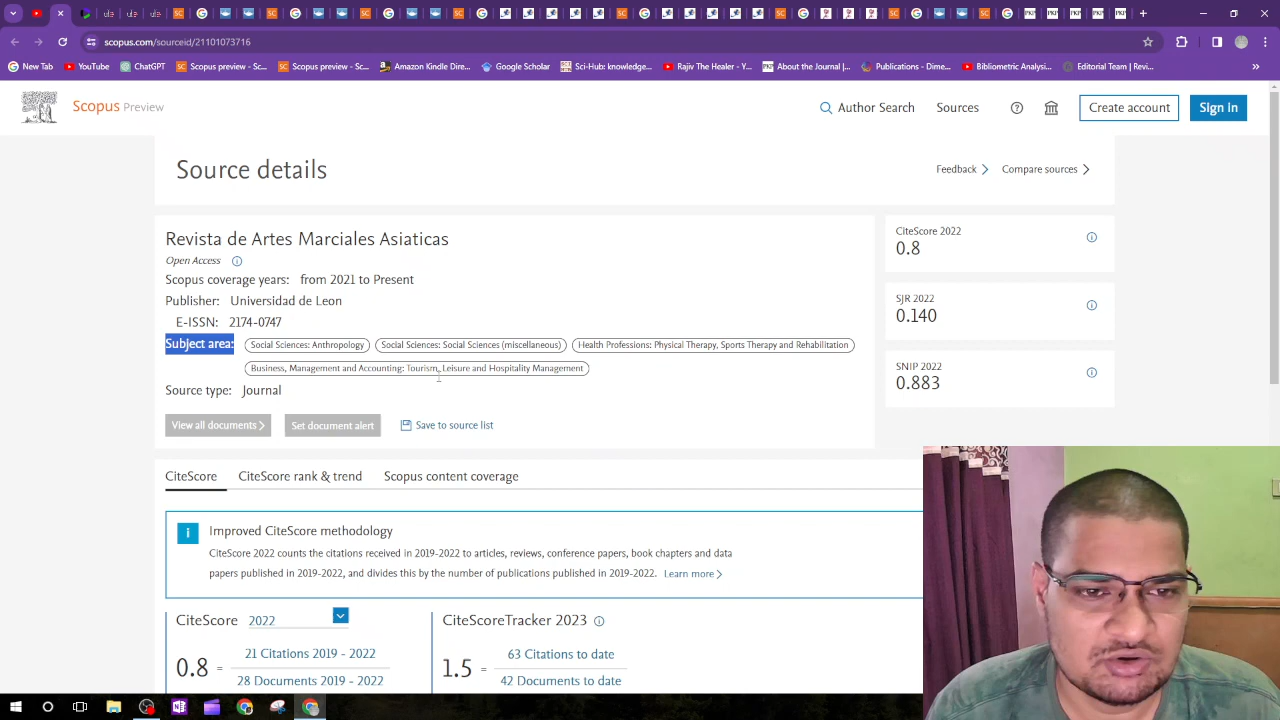 scopus.com/sourceid/21101073716
New Tab YouTube ChatGPT Scopus preview - Sc... Scopus preview - Sc... Amazon Kindle Dire... Google Scholar Sci-Hub: knowledge... Rajiv The Healer - Y... About the Journal |... Publications - Dime... Bibliometric Analysi... Editorial Team | Revi... »
Scopus Preview
Author Search Sources Create account Sign in
Source details
Feedback Compare sources
Revista de Artes Marciales Asiaticas
Open Access
Scopus coverage years: from 2021 to Present
Publisher: Universidad de Leon
E-ISSN: 2174-0747
Subject area: Social Sciences: Anthropology Social Sciences: Social Sciences (miscellaneous) Health Professions: Physical Therapy, Sports Therapy and Rehabilitation
Business, Management and Accounting: Tourism, Leisure and Hospitality Management
Source type: Journal
View all documents Set document alert Save to source list
CiteScore 2022
0.8
SJR 2022
0.140
SNIP 2022
0.883
CiteScore CiteScore rank & trend Scopus content coverage
Improved CiteScore methodology
CiteScore 2022 counts the citations received in 2019-2022 to articles, reviews, conference papers, book chapters and data
papers published in 2019-2022, and divides this by the number of publications published in 2019-2022. Learn more
CiteScore 2022
0.8 = 21 Citations 2019 - 2022
28 Documents 2019 - 2022
CiteScoreTracker 2023
1.5 = 63 Citations to date
42 Documents to date